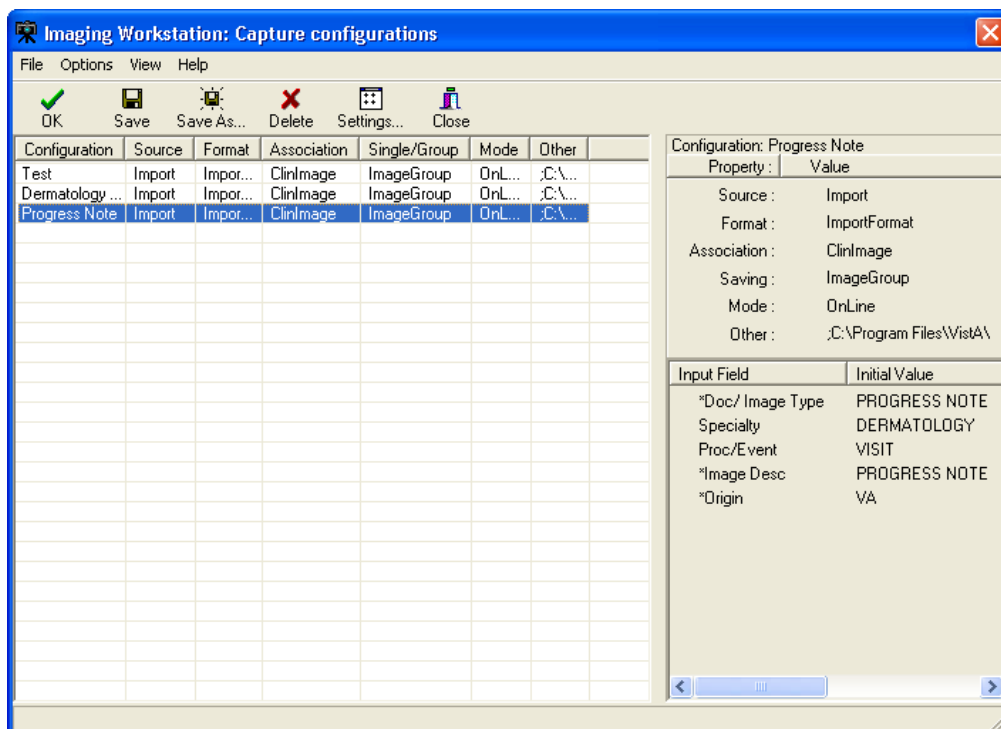 Imaging Workstation: Capture configurations
File Options View Help
OK Save Save As... Delete Settings... Close
Configuration Source Format Association Single/Group Mode Other
Test Import Impor... ClinImage ImageGroup OnL... ;C:\...
Dermatology ... Import Impor... ClinImage ImageGroup OnL... ;C:\...
Progress Note Import Impor... ClinImage ImageGroup OnL... ;C:\...
Configuration: Progress Note
Property : Value
Source : Import
Format : ImportFormat
Association : ClinImage
Saving : ImageGroup
Mode : OnLine
Other : ;C:\Program Files\VistA\
Input Field Initial Value
*Doc/ Image Type PROGRESS NOTE
Specialty DERMATOLOGY
Proc/Event VISIT
*Image Desc PROGRESS NOTE
*Origin VA